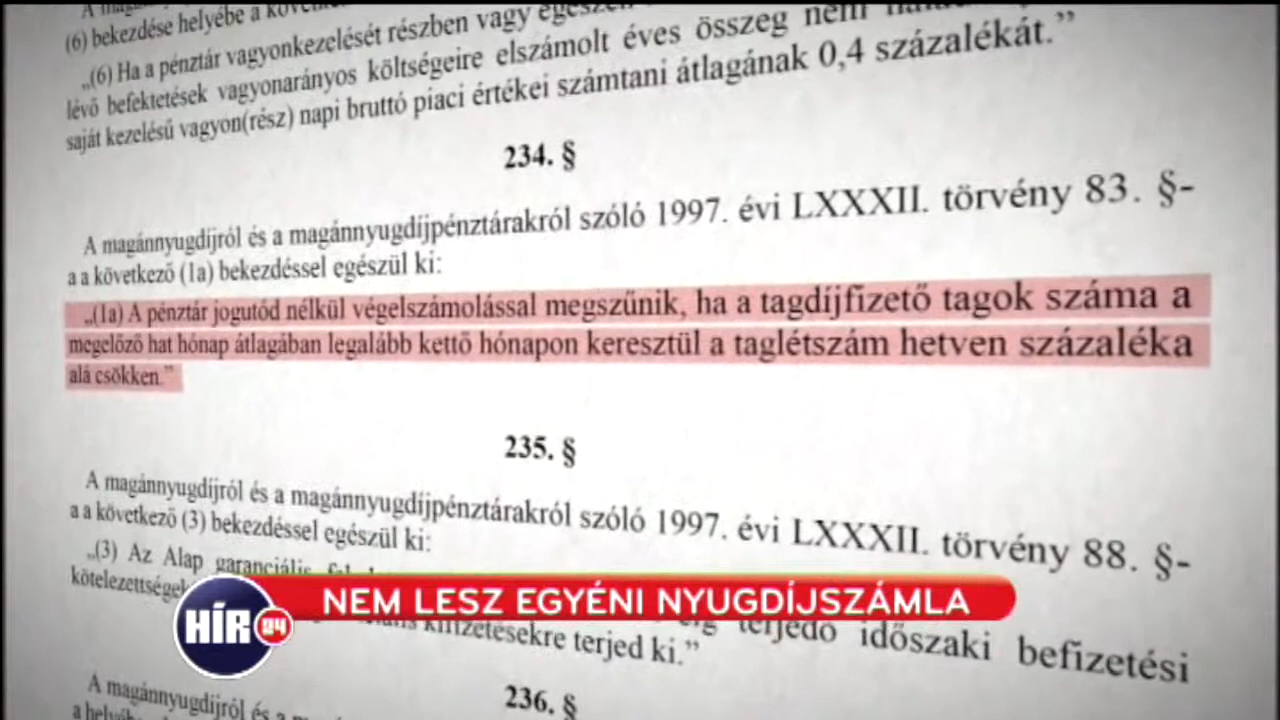 (6) bekezdése helyébe a
„(6) Ha a pénztár vagyonkezelését részben vagy egészen
lévő befektetések vagyonarányos költségeire elszámolt éves összeg nem
saját kezelésű vagyon(rész) napi bruttó piaci értékei számtani átlagának 0,4 százalékát.”
234. §
A magánnyugdíjról és a magánnyugdíjpénztárakról szóló 1997. évi LXXXII. törvény 83. §-
a a következő (1a) bekezdéssel egészül ki:
„(1a) A pénztár jogutód nélkül végelszámolással megszűnik, ha a tagdíjfizető tagok száma a
megelőző hat hónap átlagában legalább kettő hónapon keresztül a taglétszám hetven százaléka
alá csökken.”
235. §
A magánnyugdíjról és a magánnyugdíjpénztárakról szóló 1997. évi LXXXII. törvény 88. §-
a a következő (3) bekezdéssel egészül ki:
„(3) Az Alap garanciális
terjedő időszaki befizetési
kifizetésekre terjed ki.”
236. §
A magánnyugdíjról és a
HÍR24
NEM LESZ EGYÉNI NYUGDÍJSZÁMLA